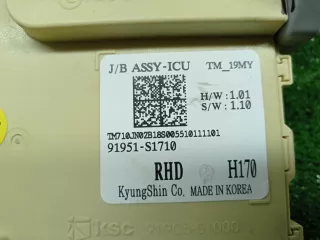 J/B ASSY-ICU TM_19MY
H/W : 1.01
S/W : 1.10
TM710JN02B18S005510111101
91951-S1710
RHD H170
KyungShin Co. MADE IN KOREA
KSC